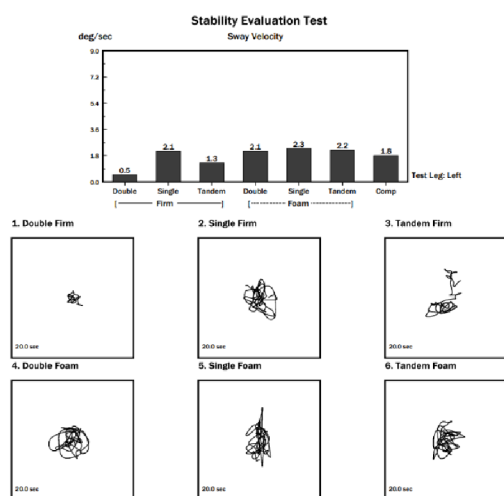 Stability Evaluation Test
deg/sec
Sway Velocity
9.0
7.2
5.4
3.6
1.8
0.0
0.5
2.1
1.3
2.1
2.3
2.2
1.8
Double Single Tandem Double Single Tandem Comp
Test Leg: Left
[ Firm ] [ Foam ]
1. Double Firm 2. Single Firm 3. Tandem Firm
20.0 sec 20.0 sec 20.0 sec
4. Double Foam 5. Single Foam 6. Tandem Foam
20.0 sec 20.0 sec 20.0 sec